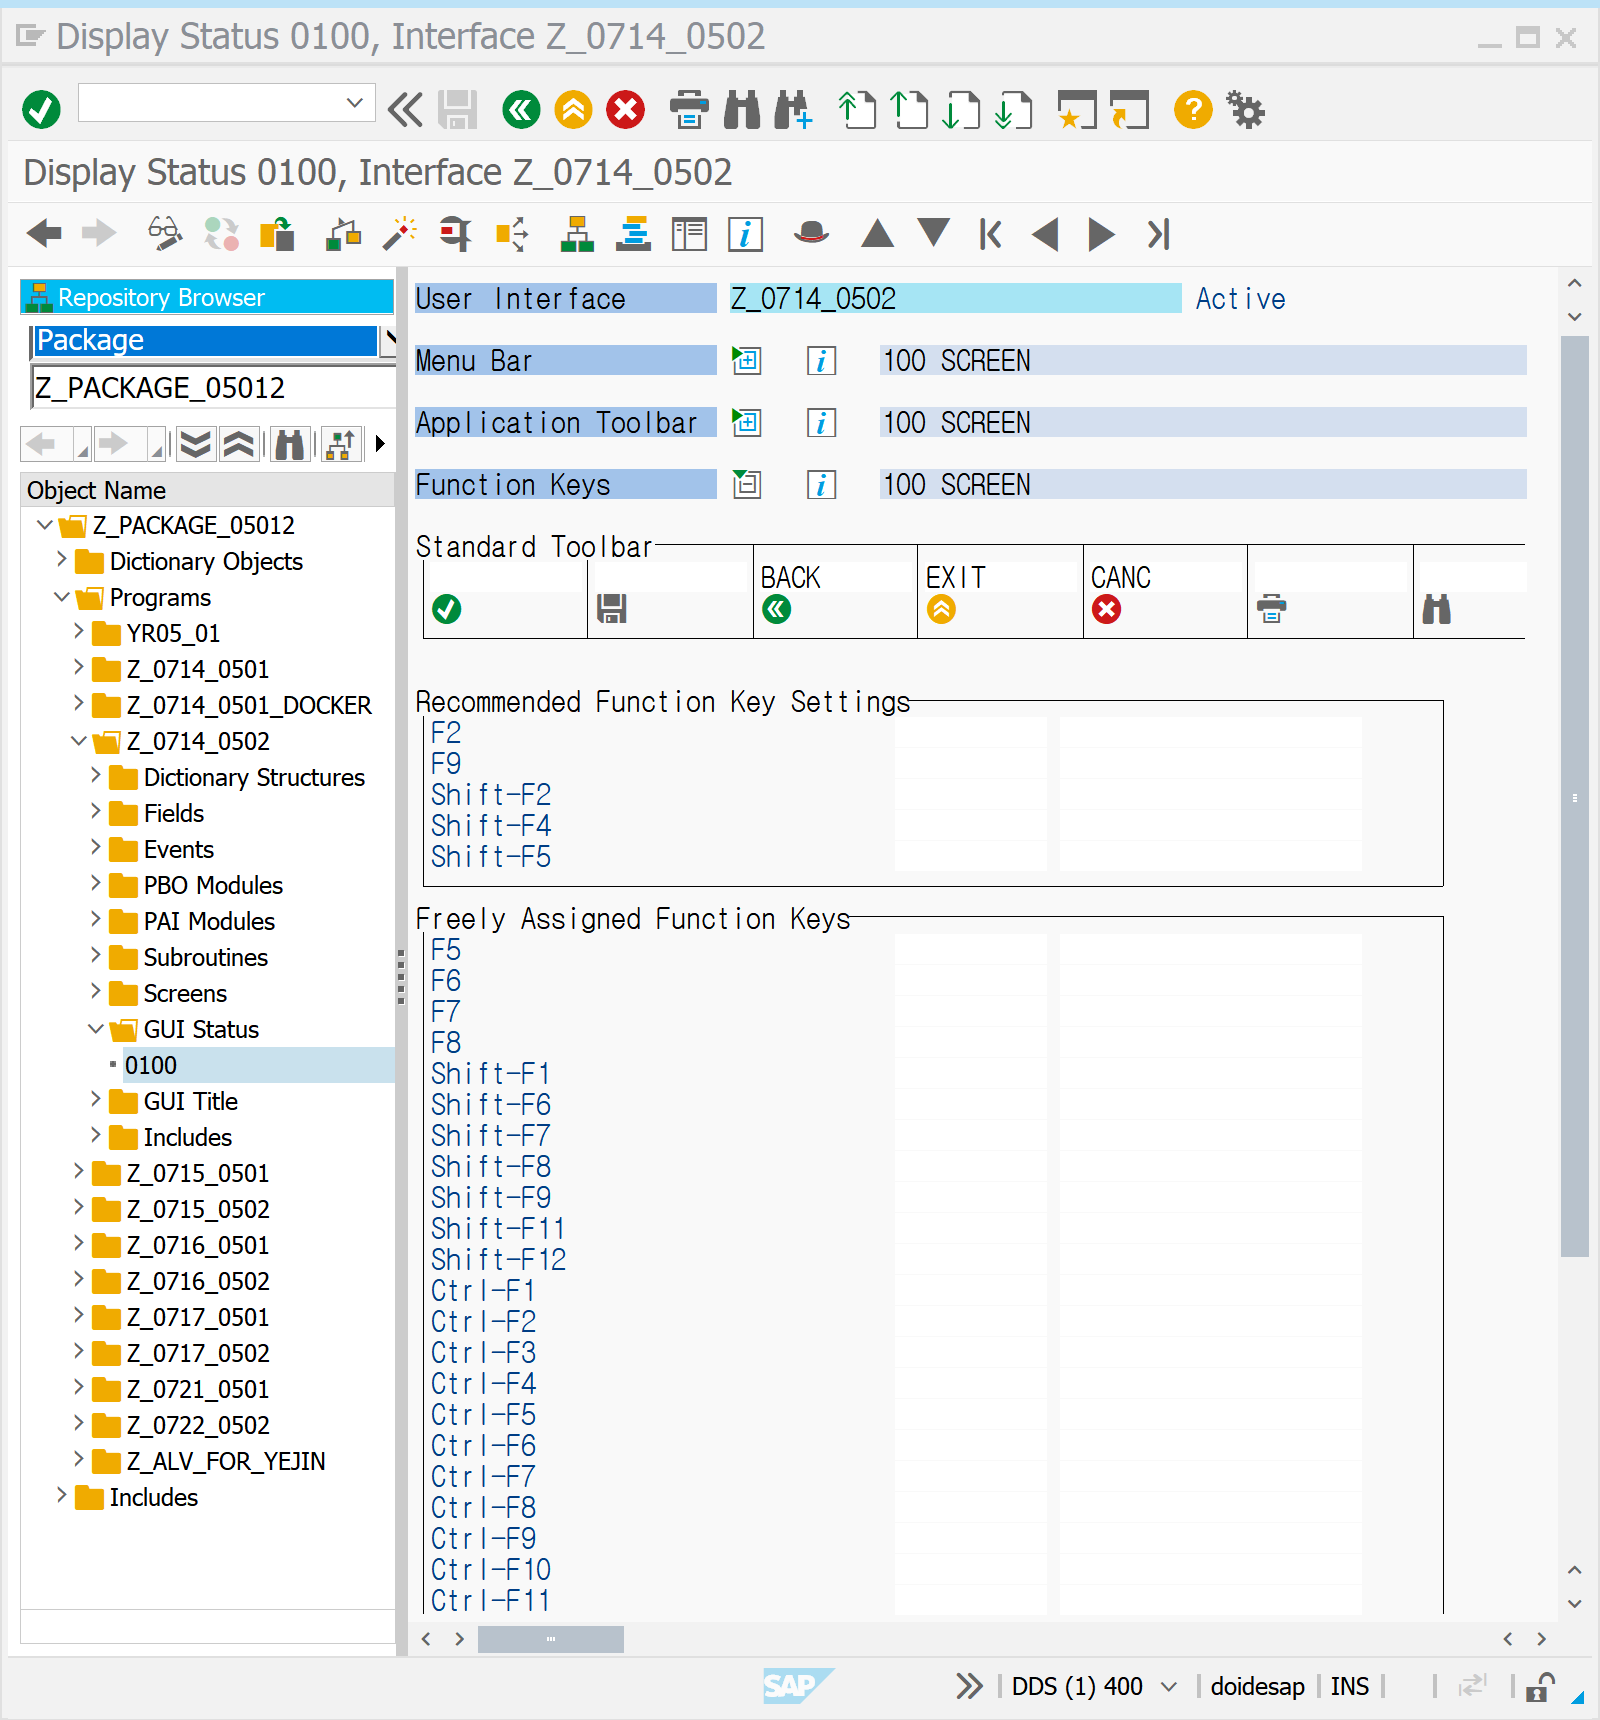 Display Status 0100, Interface Z_0714_0502
Display Status 0100, Interface Z_0714_0502
Repository Browser
Package
Z_PACKAGE_05012
Object Name
Z_PACKAGE_05012
Dictionary Objects
Programs
YR05_01
Z_0714_0501
Z_0714_0501_DOCKER
Z_0714_0502
Dictionary Structures
Fields
Events
PBO Modules
PAI Modules
Subroutines
Screens
GUI Status
0100
GUI Title
Includes
Z_0715_0501
Z_0715_0502
Z_0716_0501
Z_0716_0502
Z_0717_0501
Z_0717_0502
Z_0721_0501
Z_0722_0502
Z_ALV_FOR_YEJIN
Includes
User Interface Z_0714_0502 Active
Menu Bar 100 SCREEN
Application Toolbar 100 SCREEN
Function Keys 100 SCREEN
Standard Toolbar
BACK EXIT CANC
Recommended Function Key Settings
F2
F9
Shift-F2
Shift-F4
Shift-F5
Freely Assigned Function Keys
F5
F6
F7
F8
Shift-F1
Shift-F6
Shift-F7
Shift-F8
Shift-F9
Shift-F11
Shift-F12
Ctrl-F1
Ctrl-F2
Ctrl-F3
Ctrl-F4
Ctrl-F5
Ctrl-F6
Ctrl-F7
Ctrl-F8
Ctrl-F9
Ctrl-F10
Ctrl-F11
SAP DDS (1) 400 doidesap INS